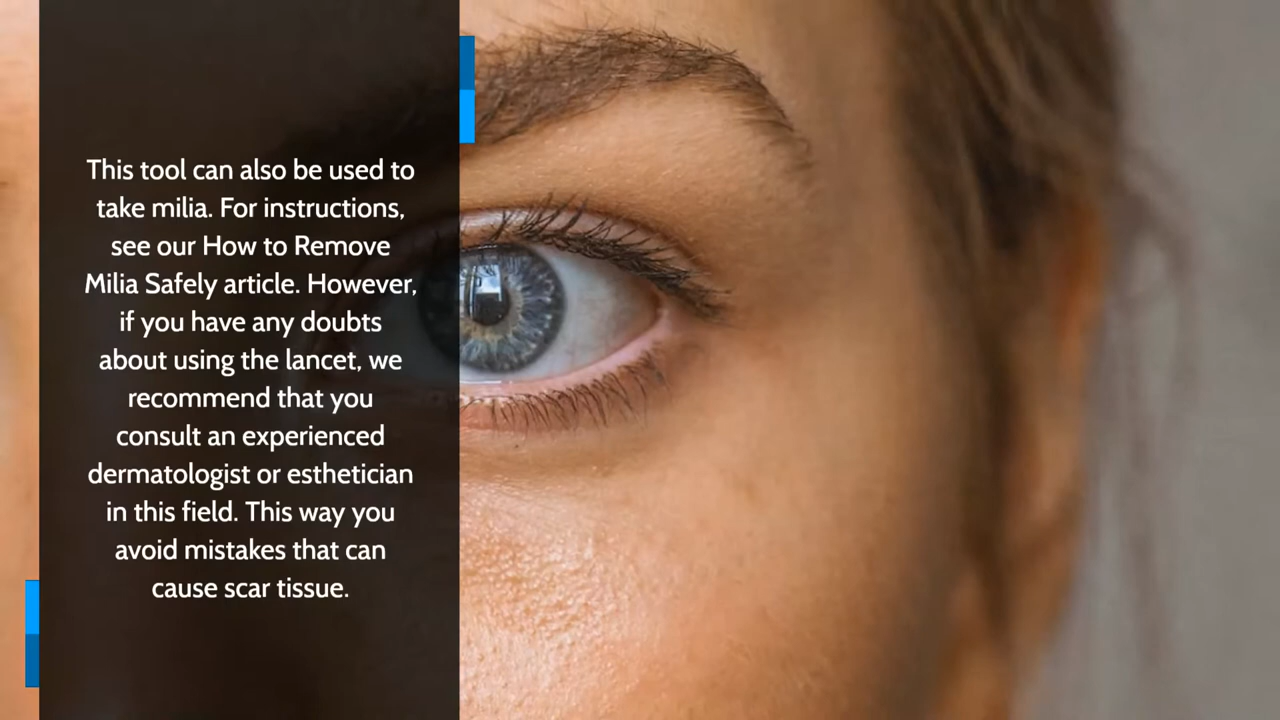 This tool can also be used to
take milia. For instructions,
see our How to Remove
Milia Safely article. However,
if you have any doubts
about using the lancet, we
recommend that you
consult an experienced
dermatologist or esthetician
in this field. This way you
avoid mistakes that can
cause scar tissue.